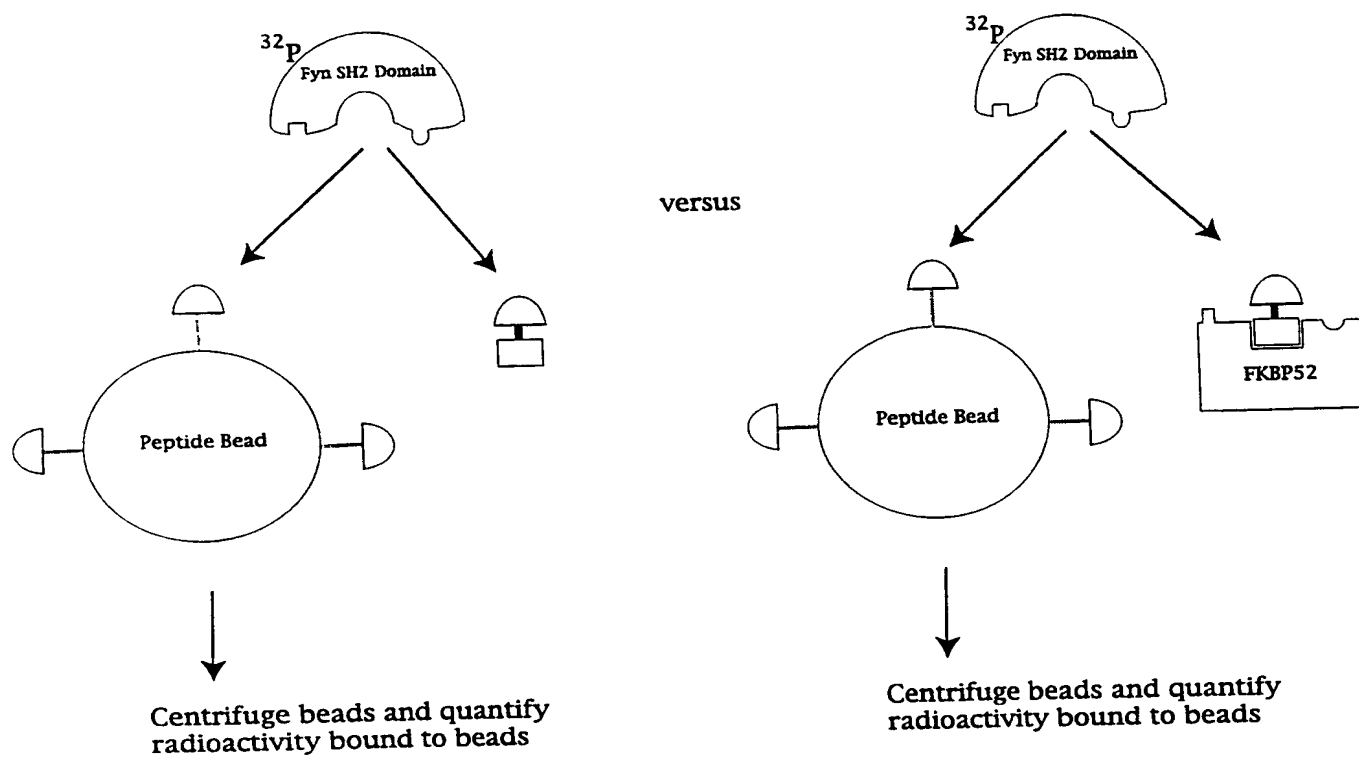 32P
Fyn SH2 Domain
32P
Fyn SH2 Domain
versus
Peptide Bead
Peptide Bead
FKBP52
Centrifuge beads and quantify
radioactivity bound to beads
Centrifuge beads and quantify
radioactivity bound to beads